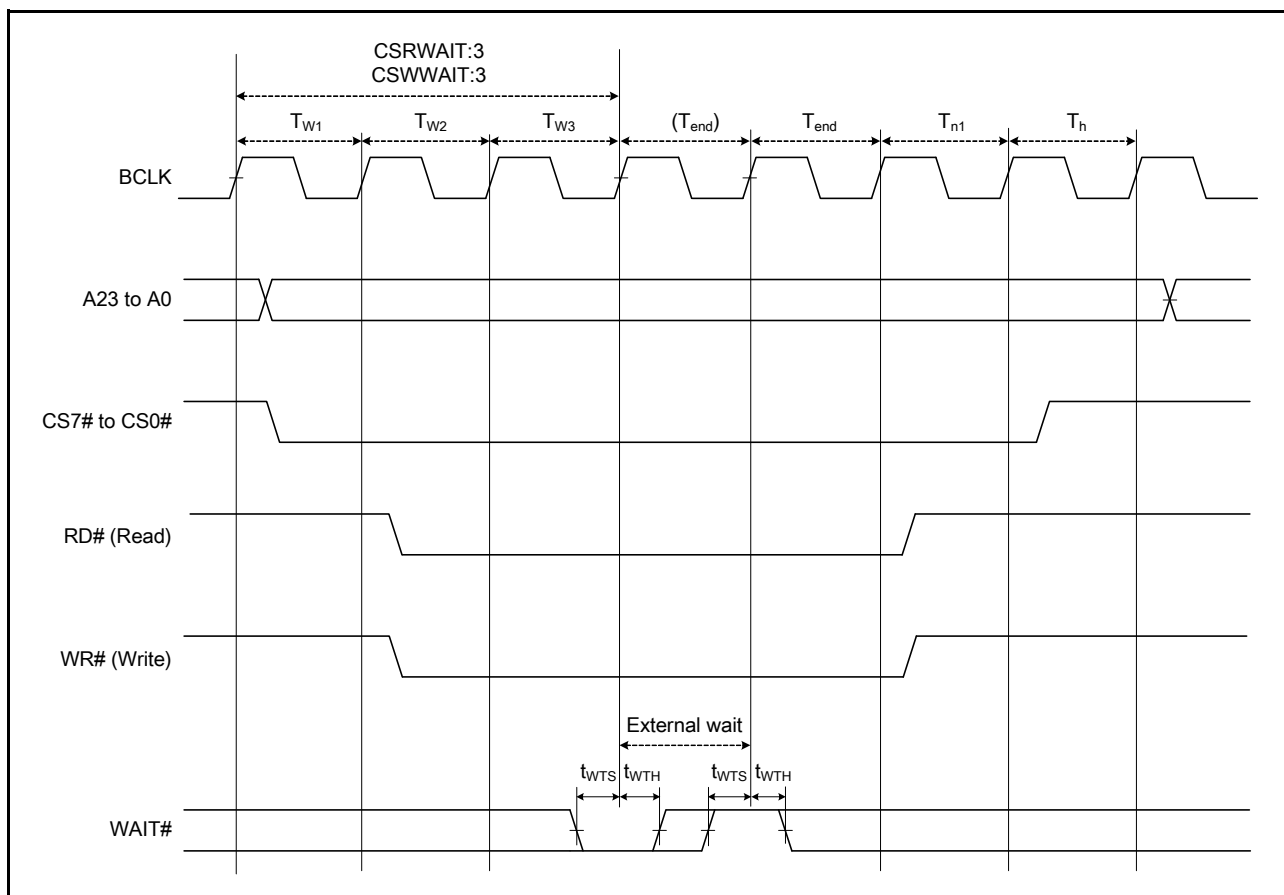 CSRWAIT:3
CSWWAIT:3
TW1 TW2 TW3 (Tend) Tend Tn1 Th
BCLK
A23 to A0
CS7# to CS0#
RD# (Read)
WR# (Write)
External wait
tWTS tWTH tWTS tWTH
WAIT#